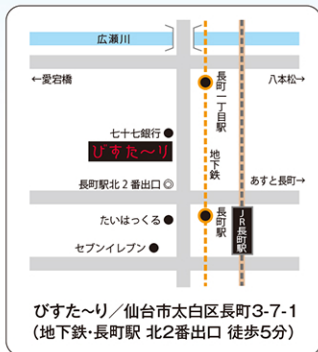 広瀬川
←愛宕橋
八本松→
長町一丁目駅
七十七銀行
びすた〜り
地下鉄
長町駅北2番出口
あすと長町→
たいはっくる
長町駅
JR長町駅
セブンイレブン
びすた〜り／仙台市太白区長町3-7-1
（地下鉄・長町駅 北2番出口 徒歩5分）